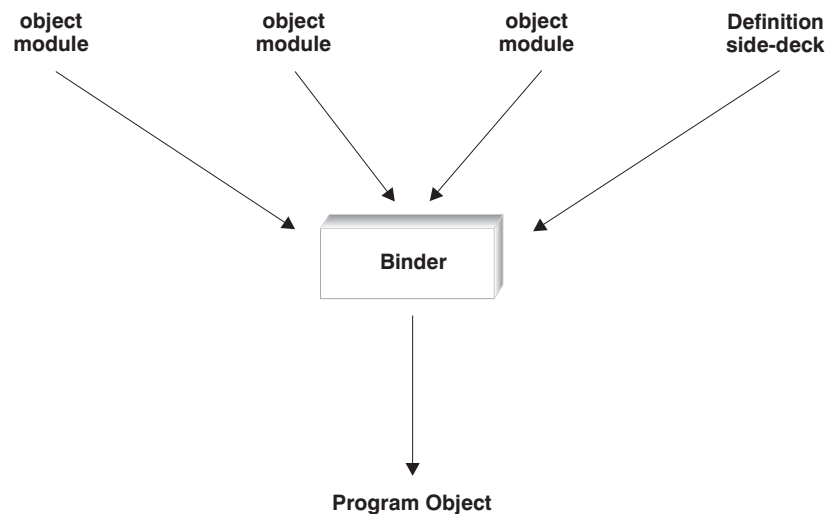 object
module
object
module
object
module
Definition
side-deck
Binder
Program Object